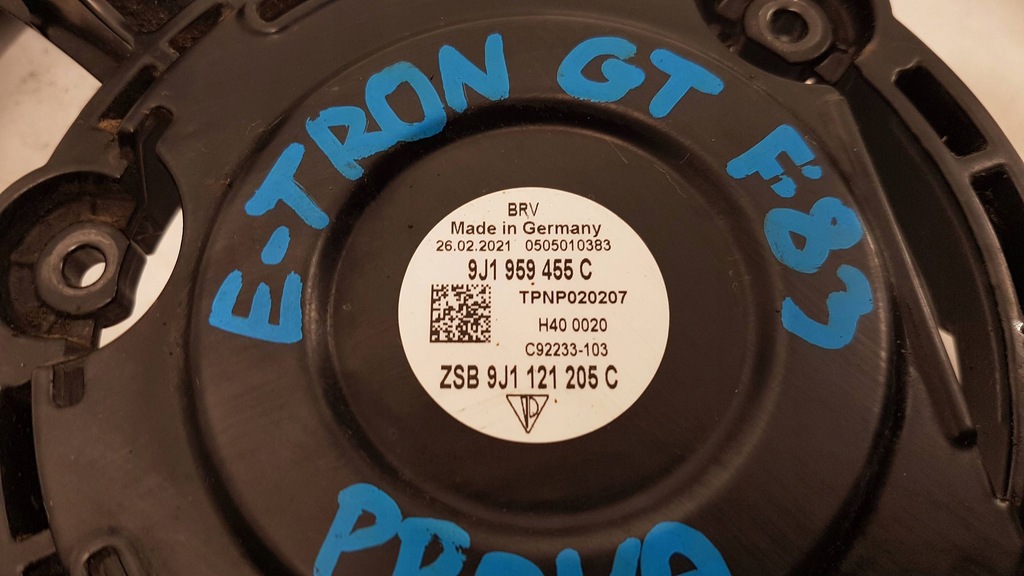 E-TRON GT F83
BRV
Made in Germany
26.02.2021 0505010383
9J1 959 455 C
TPNP020207
H40 0020
C92233-103
ZSB 9J1 121 205 C